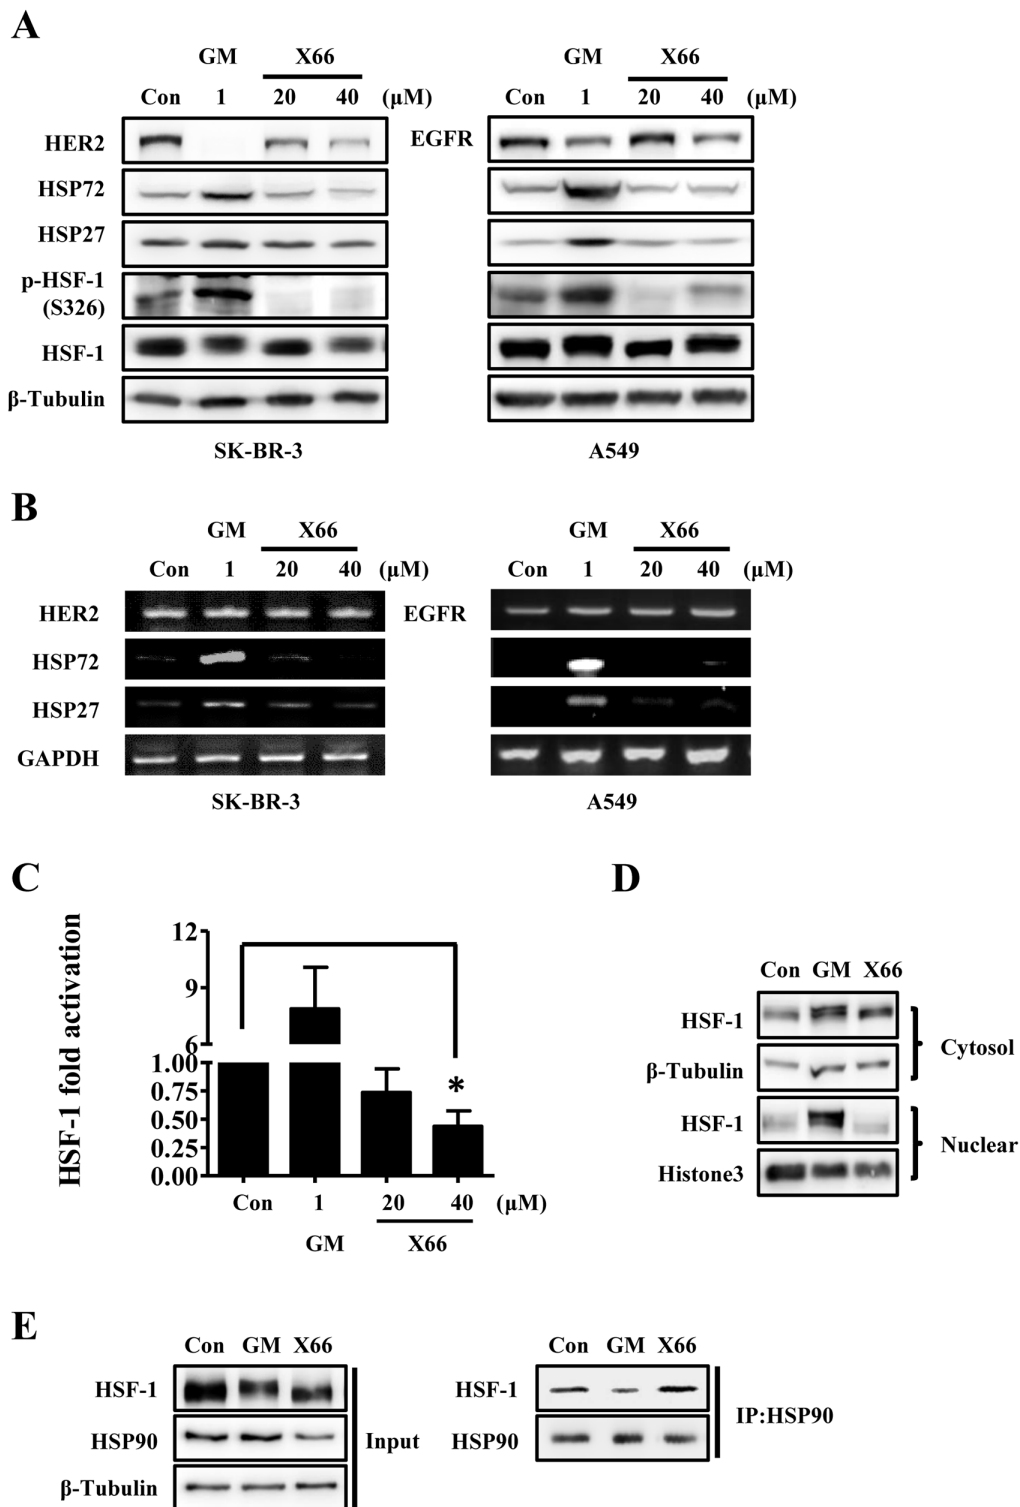 A
GM X66 GM X66
Con 1 20 40 (μM) Con 1 20 40 (μM)
HER2 EGFR
HSP72
HSP27
p-HSF-1
(S326)
HSF-1
β-Tubulin
SK-BR-3 A549
B
GM X66 GM X66
Con 1 20 40 (μM) Con 1 20 40 (μM)
HER2 EGFR
HSP72
HSP27
GAPDH
SK-BR-3 A549
C
HSF-1 fold activation
12
9
6
1.00
0.75
0.50
0.25
0.00
*
Con 1 20 40 (μM)
GM X66
D
Con GM X66
HSF-1
β-Tubulin
Cytosol
HSF-1
Histone3
Nuclear
E
Con GM X66
HSF-1
HSP90
β-Tubulin
Input
Con GM X66
HSF-1
HSP90
IP:HSP90